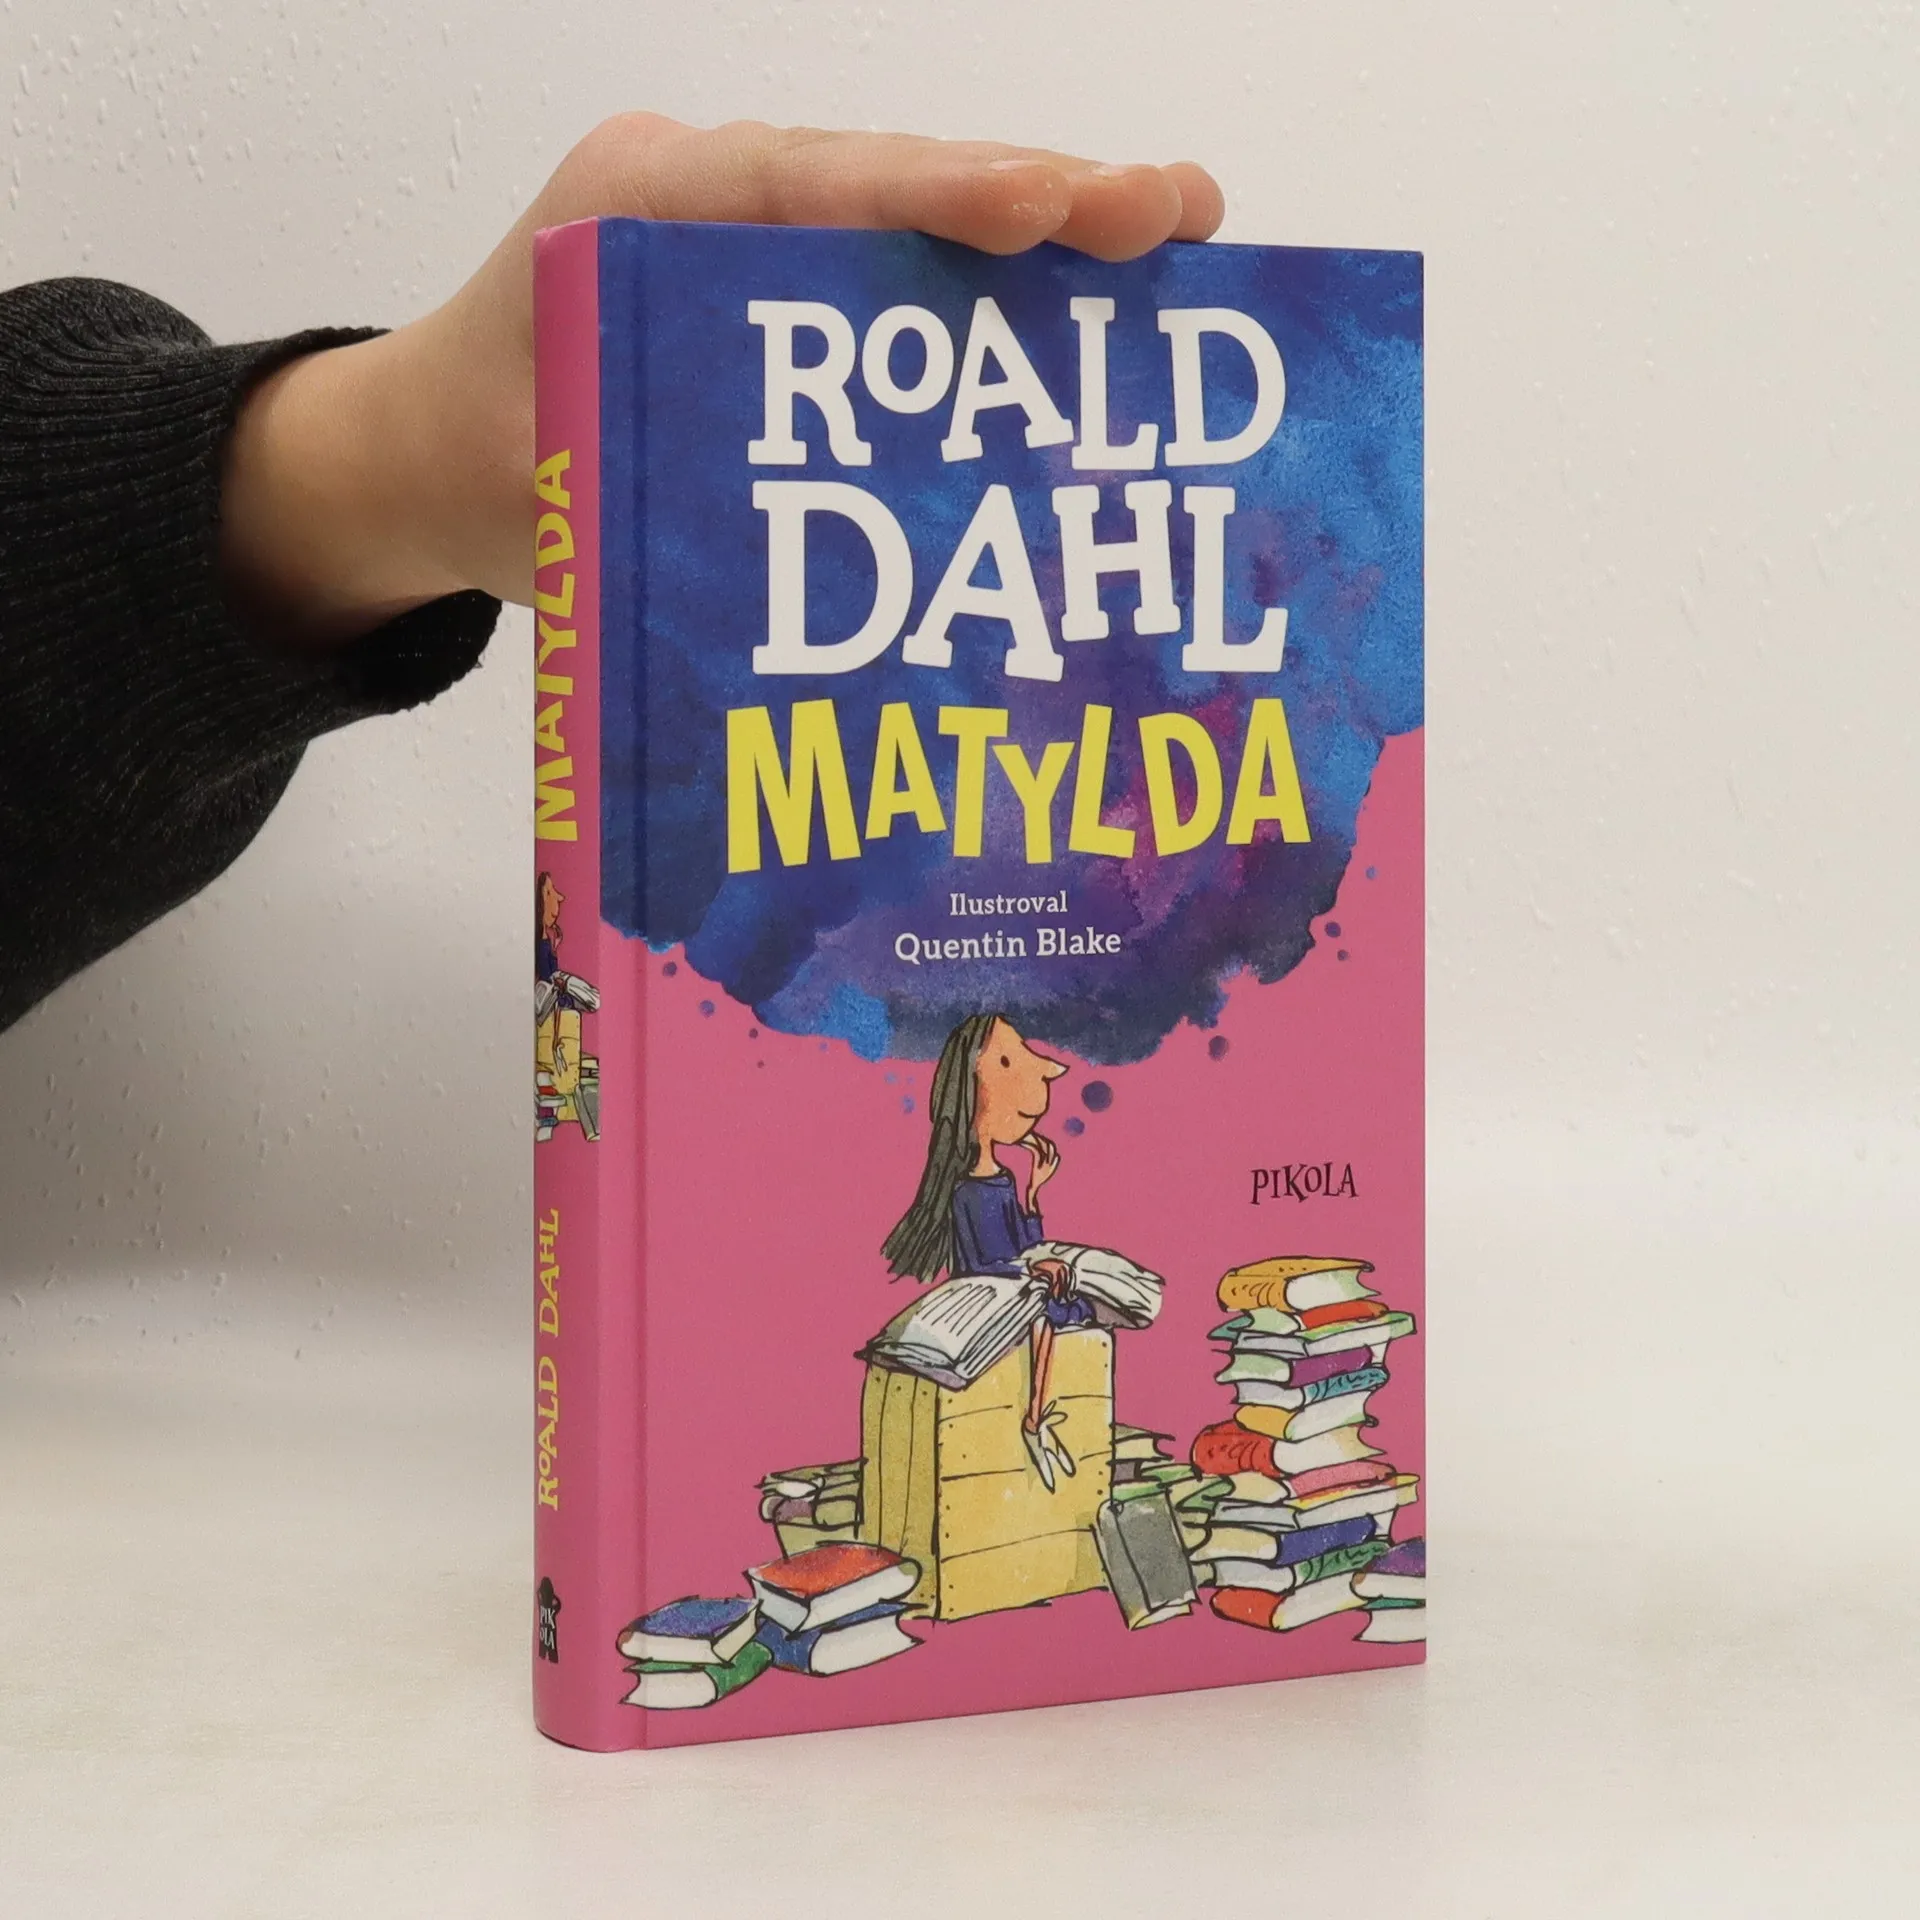 ROALD
DAHL
MATYLDA
Ilustroval
Quentin Blake
PIKOLA
MATYLDA
ROALD DAHL
PIK
OLA